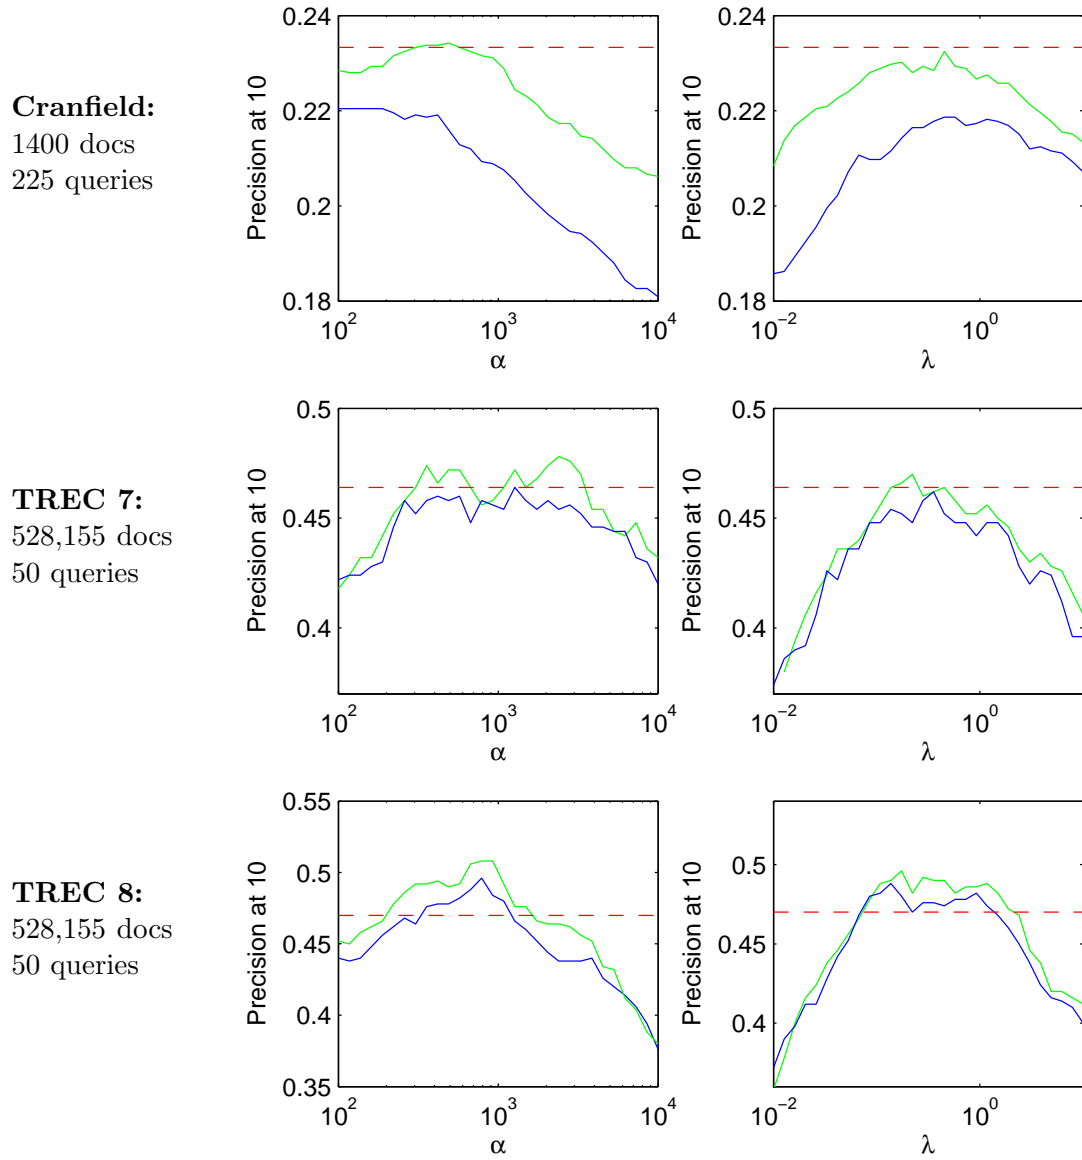 Cranfield:
1400 docs
225 queries
Precision at 10
0.24
0.22
0.2
0.18
10^2
10^3
10^4
α
Precision at 10
0.24
0.22
0.2
0.18
10^-2
10^0
λ
TREC 7:
528,155 docs
50 queries
Precision at 10
0.5
0.45
0.4
10^2
10^3
10^4
α
Precision at 10
0.5
0.45
0.4
10^-2
10^0
λ
TREC 8:
528,155 docs
50 queries
Precision at 10
0.55
0.5
0.45
0.4
0.35
10^2
10^3
10^4
α
Precision at 10
0.5
0.45
0.4
10^-2
10^0
λ